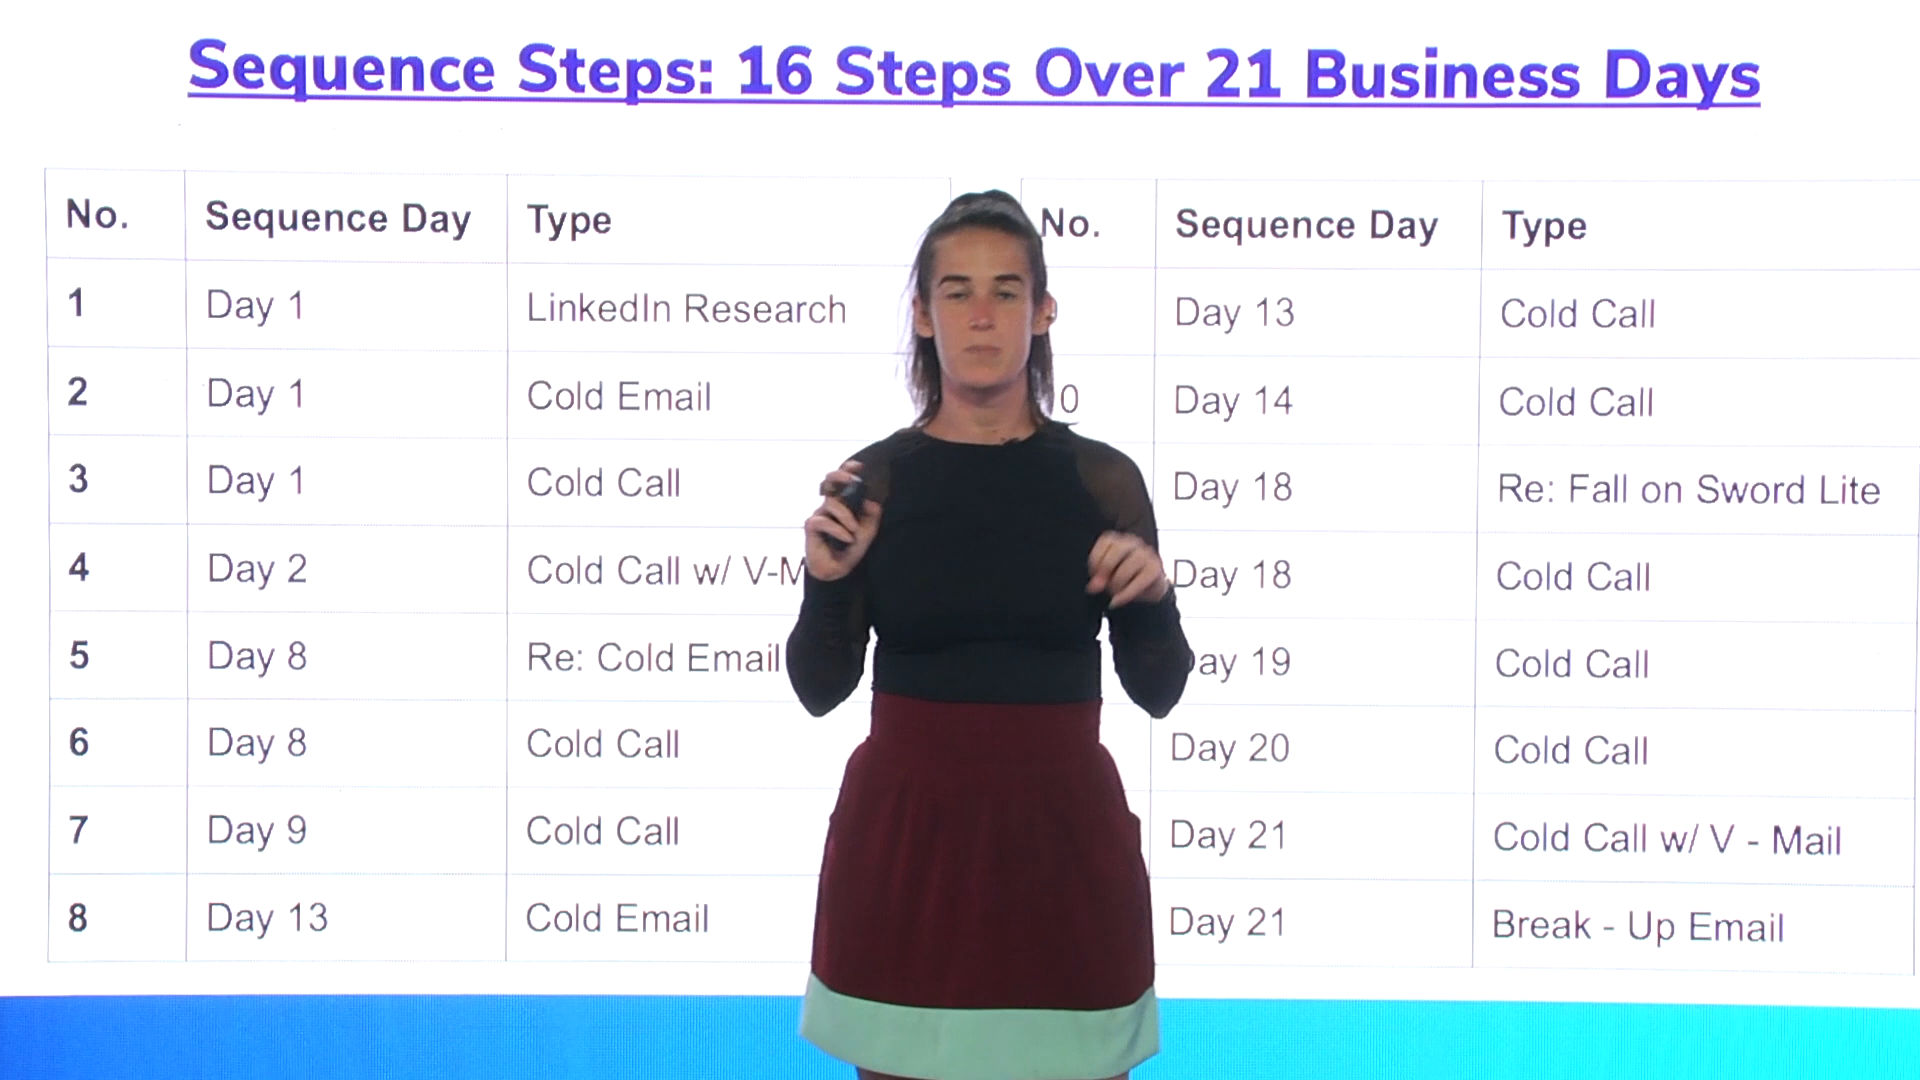 Sequence Steps: 16 Steps Over 21 Business Days
No. Sequence Day Type
1 Day 1 LinkedIn Research
2 Day 1 Cold Email
3 Day 1 Cold Call
4 Day 2 Cold Call w/
5 Day 8 Re: Cold Email
6 Day 8 Cold Call
7 Day 9 Cold Call
8 Day 13 Cold Email
No. Sequence Day Type
Day 13 Cold Call
Day 14 Cold Call
Day 18 Re: Fall on Sword Lite
Day 18 Cold Call
19 Cold Call
Day 20 Cold Call
Day 21 Cold Call w/ V - Mail
Day 21 Break - Up Email